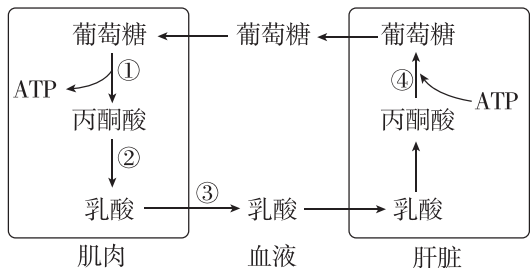 葡萄糖 葡萄糖 葡萄糖
① ④
ATP ATP
丙酮酸 丙酮酸
②
③
乳酸 乳酸 乳酸
肌肉 血液 肝脏